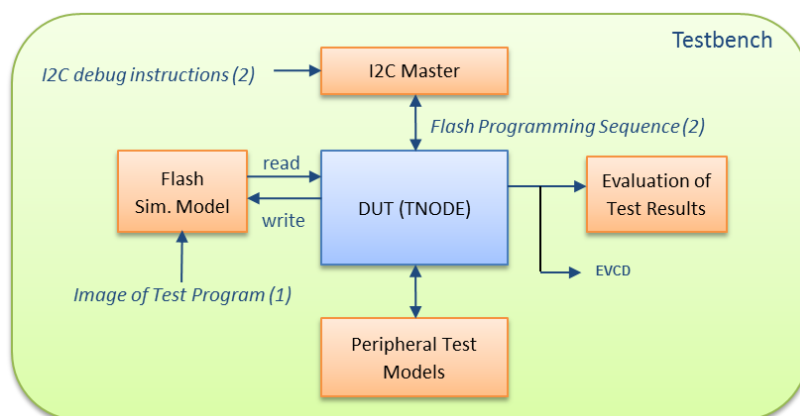 Testbench
I2C debug instructions (2)
I2C Master
Flash Programming Sequence (2)
read
Flash
Sim. Model
write
DUT (TNODE)
Evaluation of
Test Results
EVCD
Image of Test Program (1)
Peripheral Test
Models